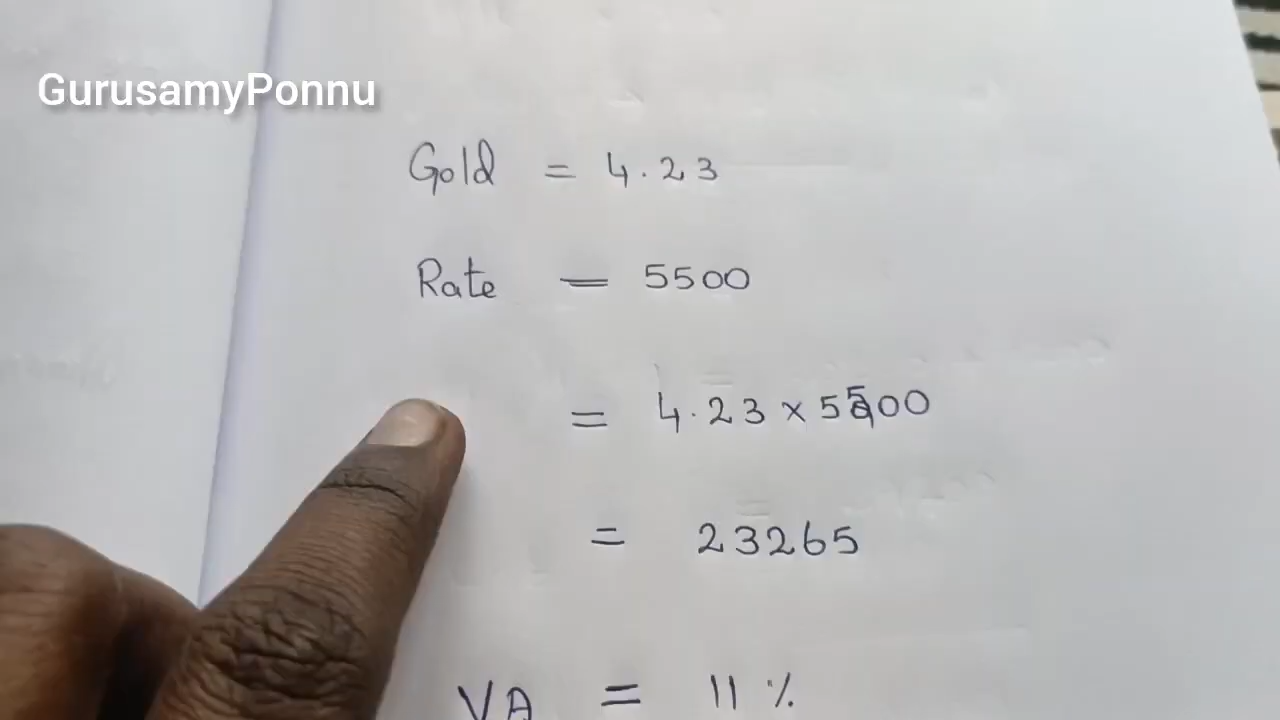 GurusamyPonnu
Gold = 4.23
Rate = 5500
= 4.23 × 5500
= 23265
VA = 11 %